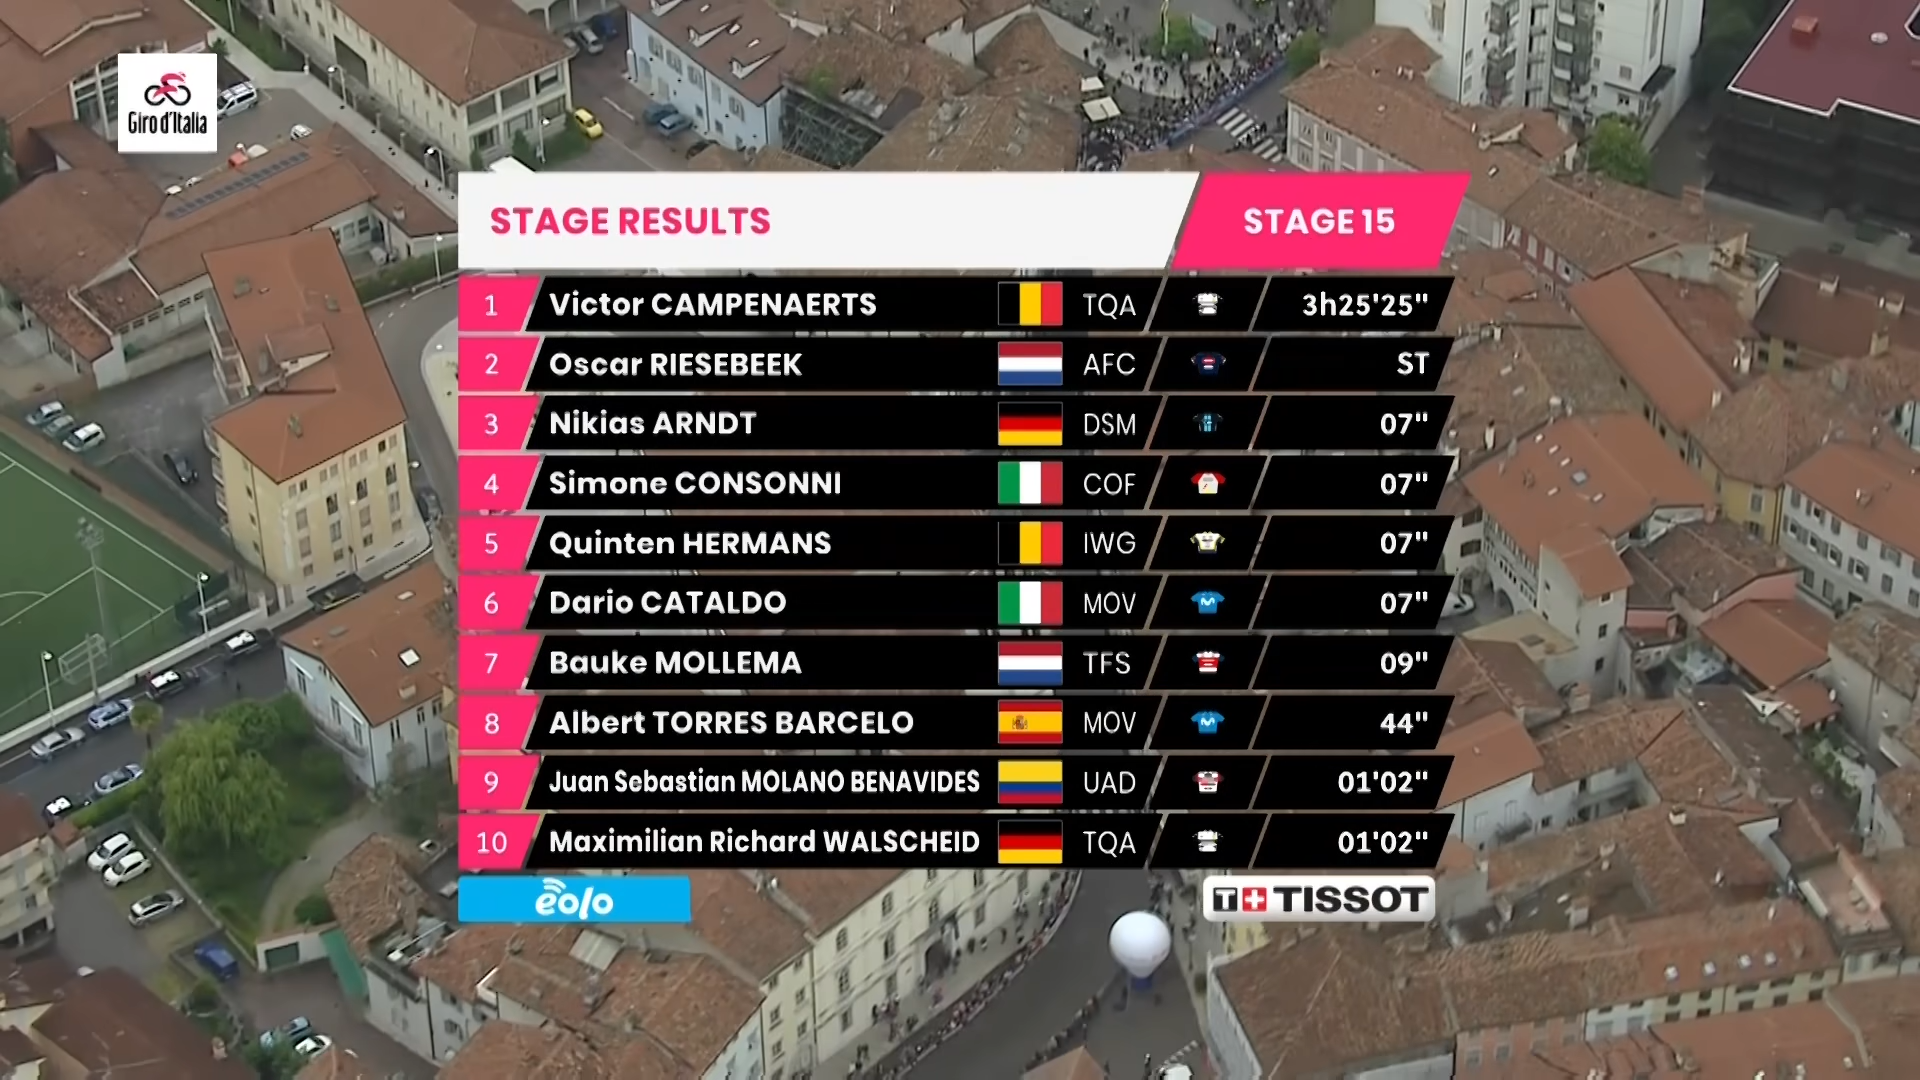 Giro d'Italia
STAGE RESULTS STAGE 15
1 Victor CAMPENAERTS TQA 3h25'25"
2 Oscar RIESEBEEK AFC ST
3 Nikias ARNDT DSM 07"
4 Simone CONSONNI COF 07"
5 Quinten HERMANS IWG 07"
6 Dario CATALDO MOV 07"
7 Bauke MOLLEMA TFS 09"
8 Albert TORRES BARCELO MOV 44"
9 Juan Sebastian MOLANO BENAVIDES UAD 01'02"
10 Maximilian Richard WALSCHEID TQA 01'02"
eolo T+ TISSOT